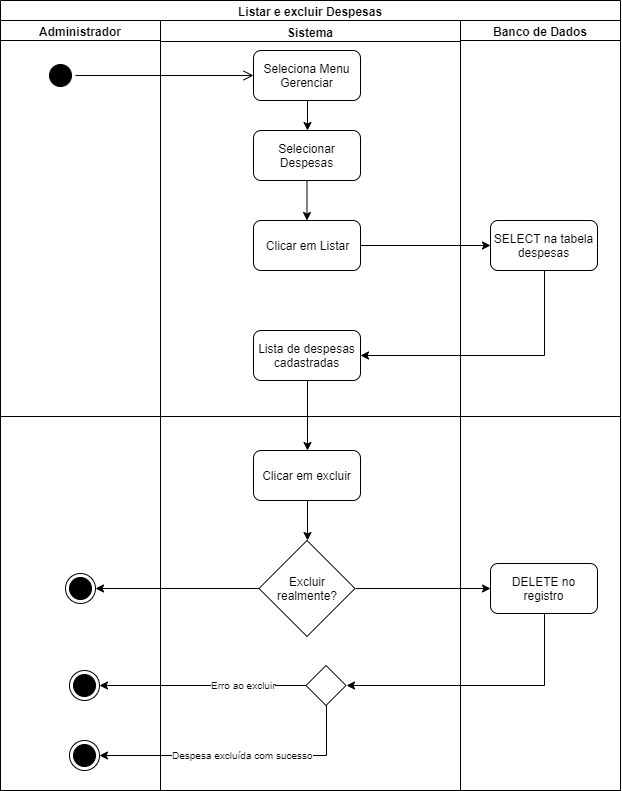 Listar e excluir Despesas
Administrador
Sistema
Banco de Dados
Seleciona Menu
Gerenciar
Selecionar
Despesas
Clicar em Listar
SELECT na tabela
despesas
Lista de despesas
cadastradas
Clicar em excluir
Excluir
realmente?
DELETE no
registro
Erro ao excluir
Despesa excluída com sucesso